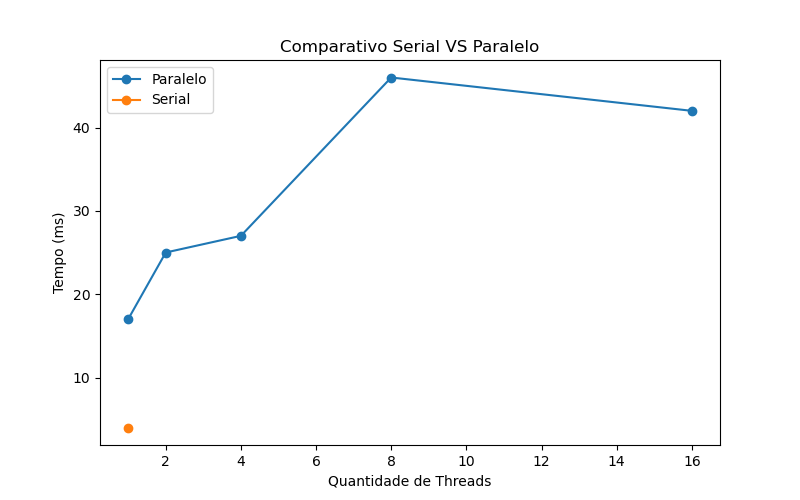 Comparativo Serial VS Paralelo
Paralelo
Serial
Tempo (ms)
40
30
20
10
2 4 6 8 10 12 14 16
Quantidade de Threads